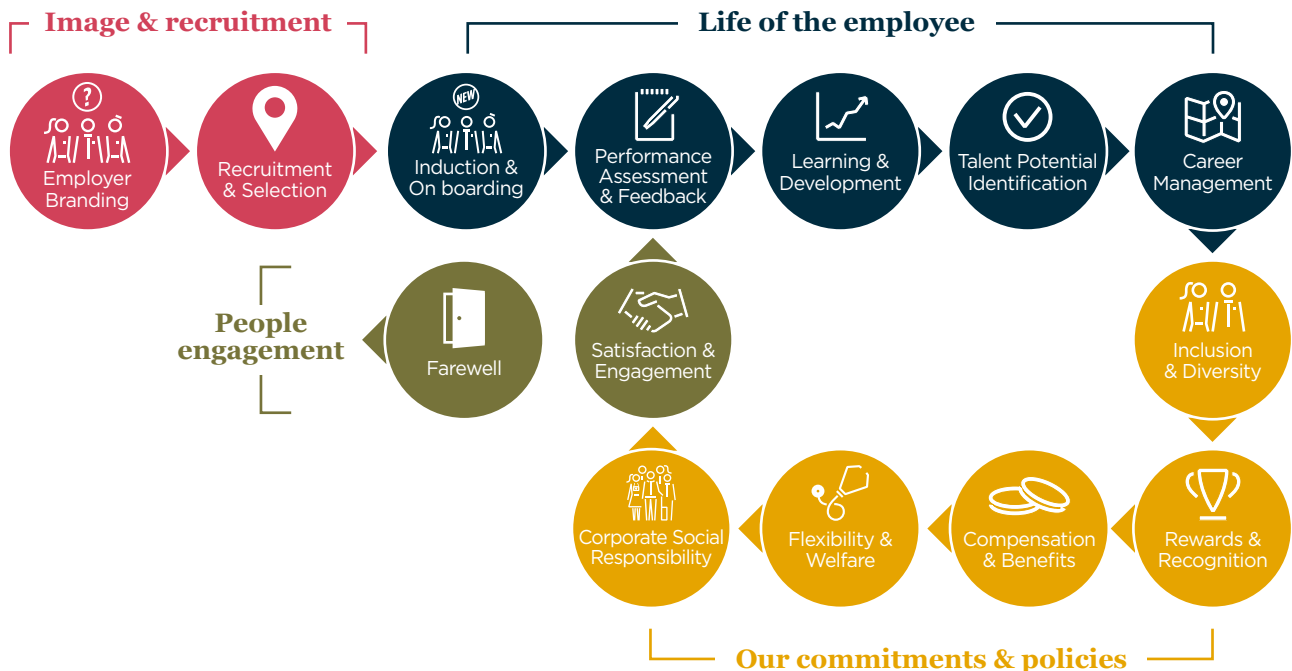 Image & recruitment
Life of the employee
?
Employer
Branding
Recruitment
& Selection
NEW
Induction &
On boarding
Performance
Assessment
& Feedback
Learning &
Development
Talent Potential
Identification
Career
Management
People
engagement
Farewell
Satisfaction &
Engagement
Inclusion
& Diversity
Corporate Social
Responsibility
Flexibility &
Welfare
Compensation
& Benefits
Rewards &
Recognition
Our commitments & policies